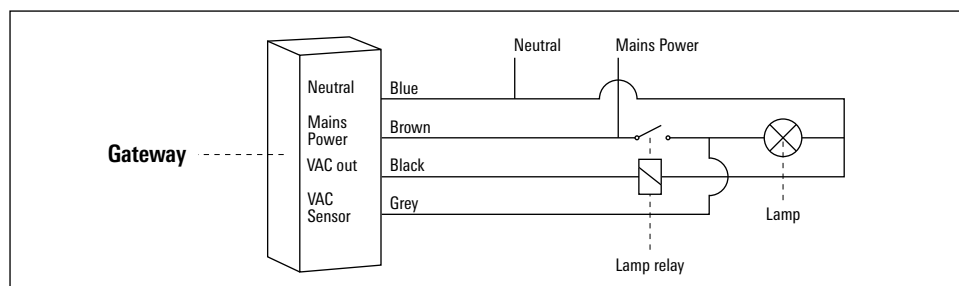 Neutral
Mains Power
Neutral
Blue
Mains
Power
Brown
Gateway
VAC out
Black
VAC
Sensor
Grey
Lamp
Lamp relay